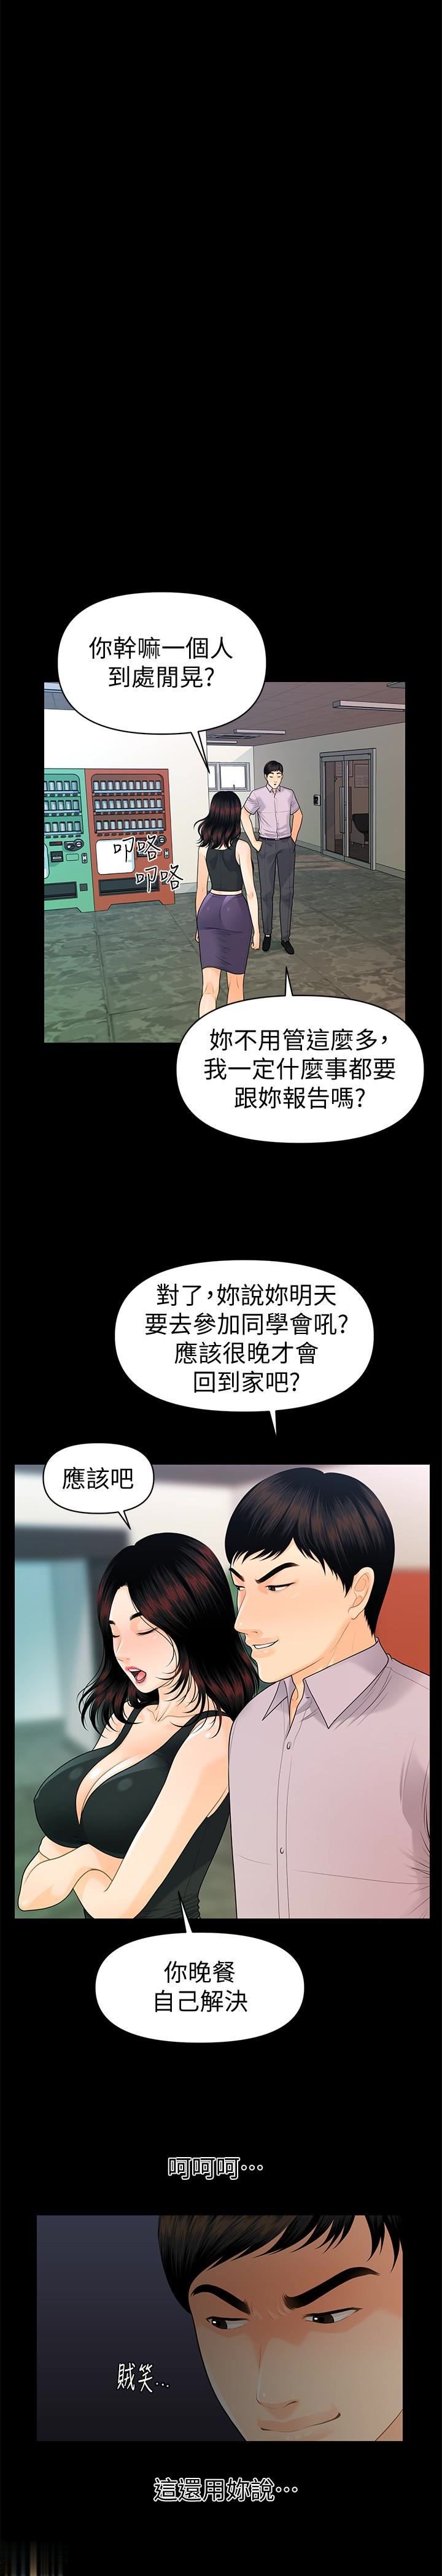 你幹嘛一個人
到處閒晃?
叩咯
叩咯
妳不用管這麼多,
我一定什麼事都要
跟妳報告嗎?
對了,妳說妳明天
要去參加同學會吼?
應該很晚才會
回到家吧?
應該吧
你晚餐
自己解決
呵呵呵…
賊笑…
這還用妳說…